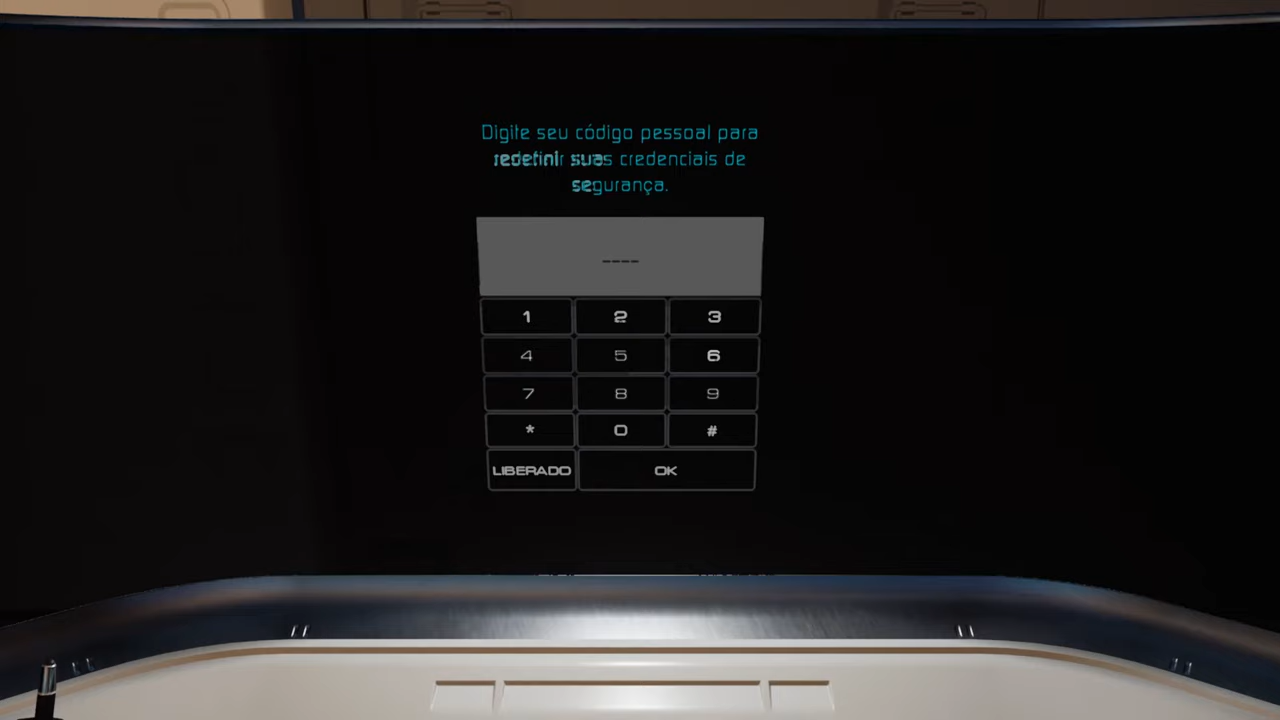 Digite seu código pessoal para
redefinir suas credenciais de
segurança.
----
1 2 3
4 5 6
7 8 9
* 0 #
LIBERADO OK